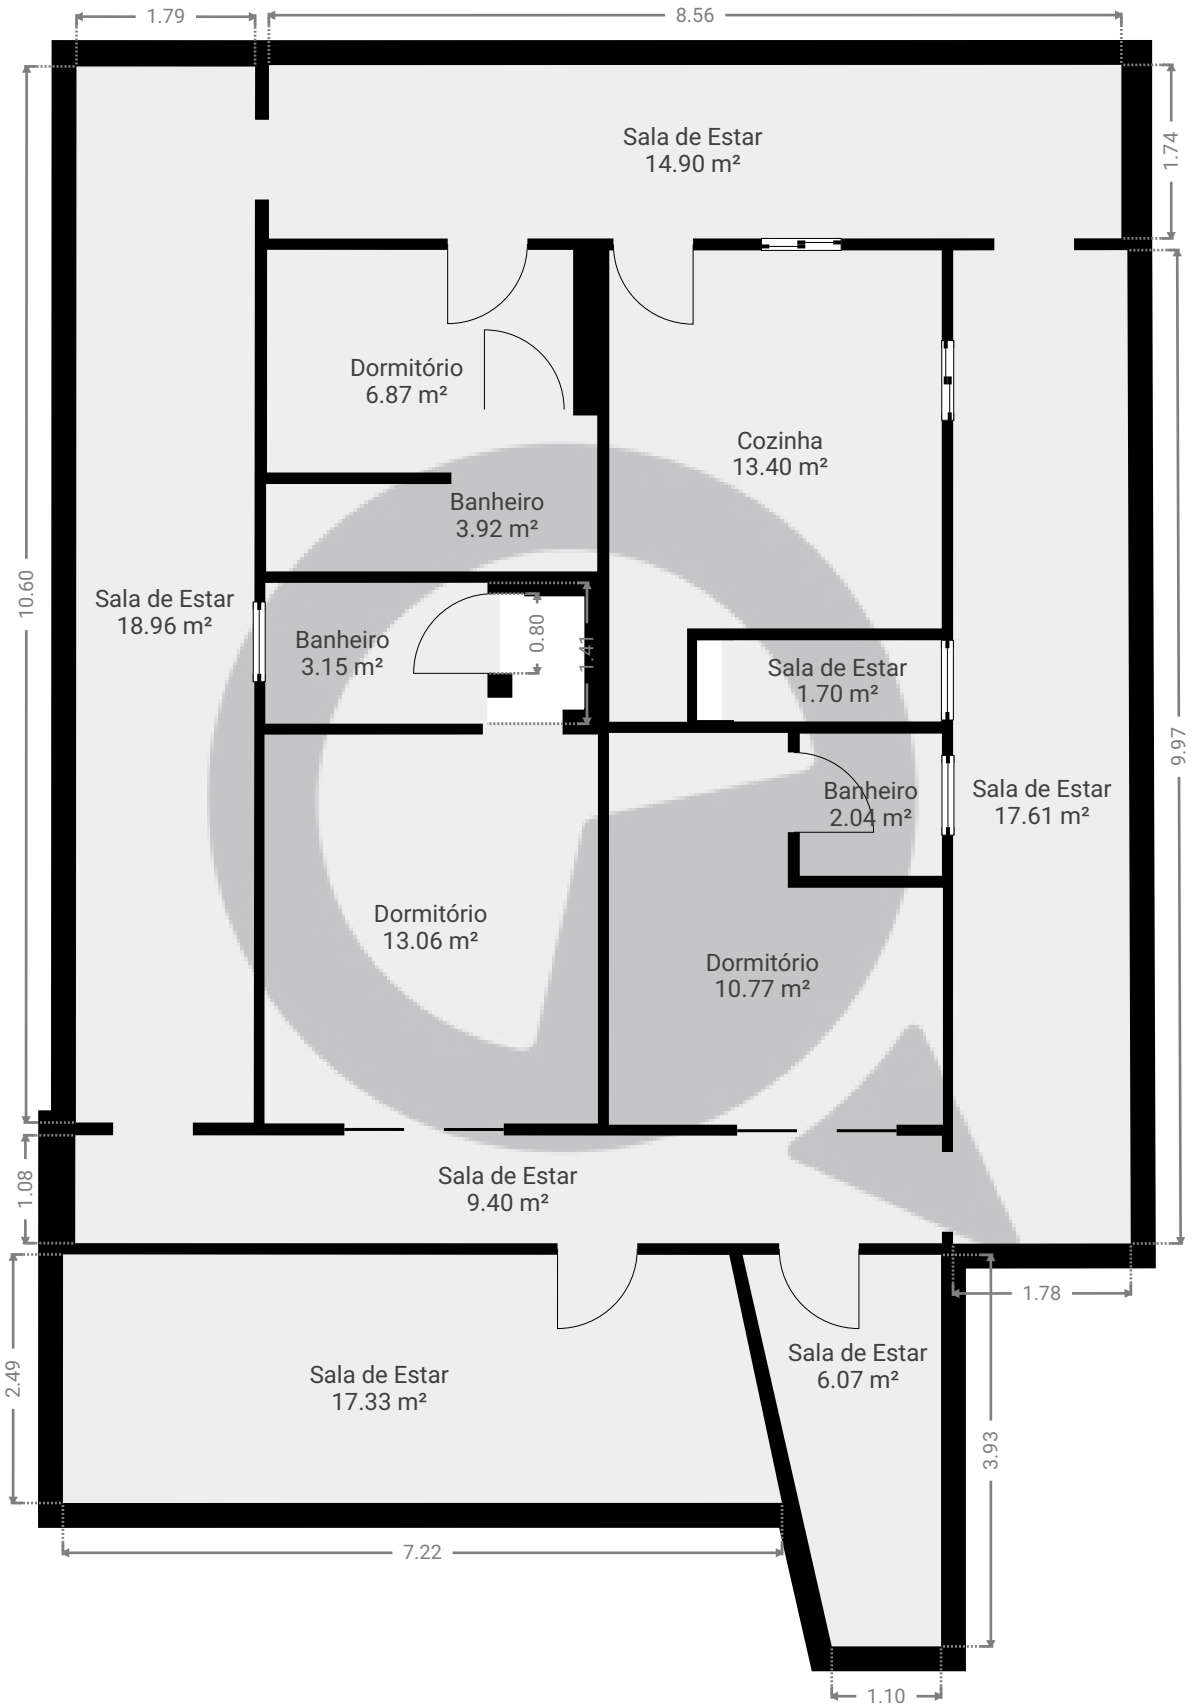 1.79
8.56
Sala de Estar
14.90 m²
1.74
Dormitório
6.87 m²
Cozinha
13.40 m²
Banheiro
3.92 m²
10.60
Sala de Estar
18.96 m²
Banheiro
3.15 m²
0.80
1.41
Sala de Estar
1.70 m²
9.97
Banheiro
2.04 m²
Sala de Estar
17.61 m²
Dormitório
13.06 m²
Dormitório
10.77 m²
Sala de Estar
9.40 m²
1.08
1.78
Sala de Estar
17.33 m²
2.49
Sala de Estar
6.07 m²
3.93
7.22
1.10